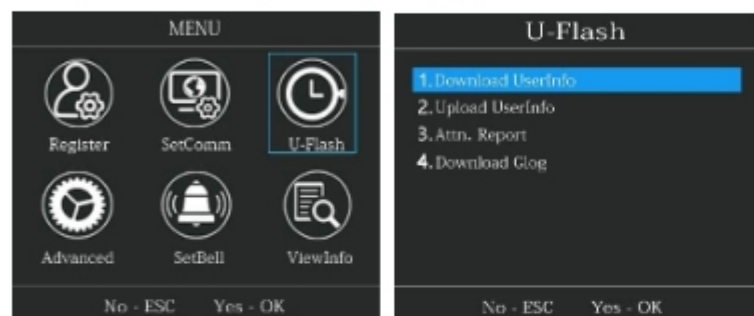 MENU
Register SetComm U-Flash
Advanced SetBell ViewInfo
No - ESC Yes - OK
U-Flash
1. Download UserInfo
2. Upload UserInfo
3. Attn. Report
4. Download Glog
No - ESC Yes - OK